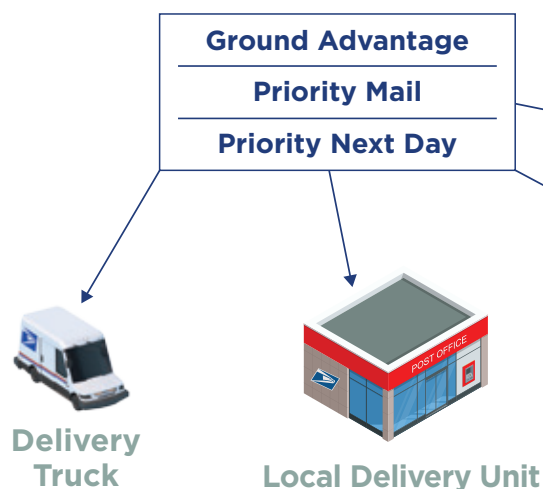 Ground Advantage
Priority Mail
Priority Next Day
POST OFFICE
Delivery
Truck
Local Delivery Unit